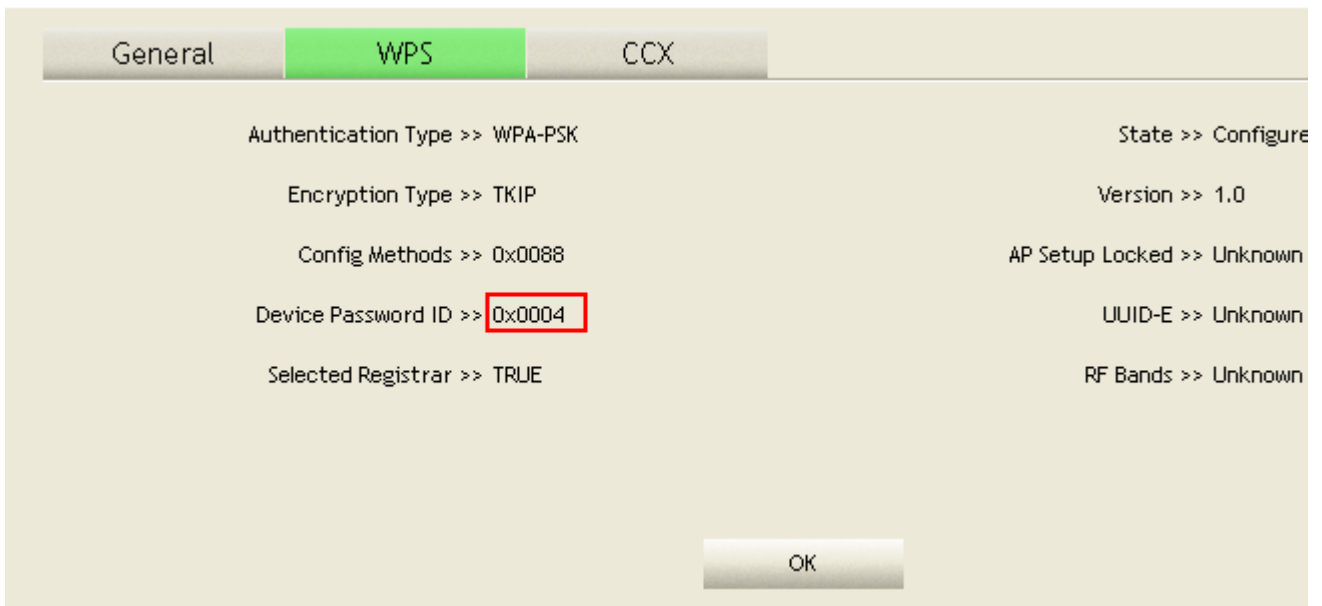 General WPS CCX
Authentication Type >> WPA-PSK State >> Configure
Encryption Type >> TKIP Version >> 1.0
Config Methods >> 0x0088 AP Setup Locked >> Unknown
Device Password ID >> 0x0004 UUID-E >> Unknown
Selected Registrar >> TRUE RF Bands >> Unknown
OK